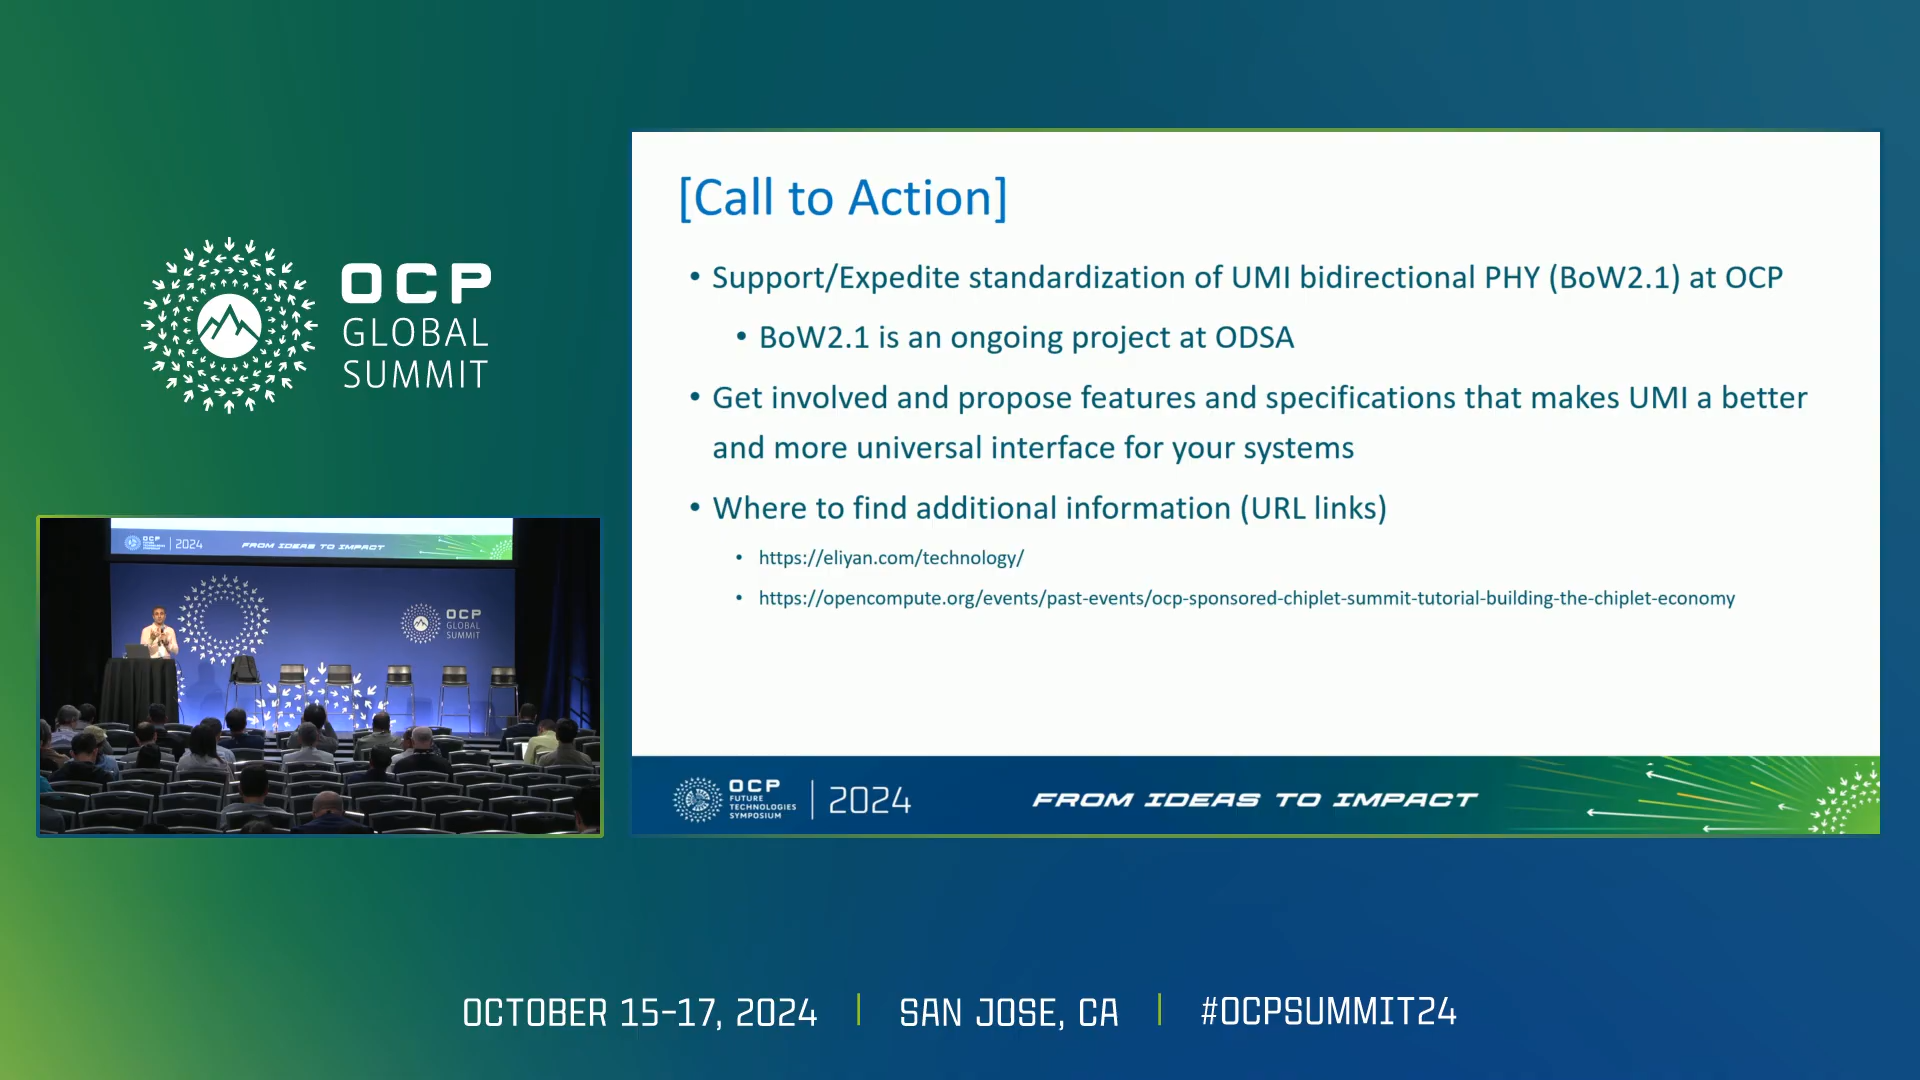 OCP
GLOBAL
SUMMIT
[Call to Action]
• Support/Expedite standardization of UMI bidirectional PHY (BoW2.1) at OCP
• BoW2.1 is an ongoing project at ODSA
• Get involved and propose features and specifications that makes UMI a better
and more universal interface for your systems
• Where to find additional information (URL links)
• https://eliyan.com/technology/
• https://opencompute.org/events/past-events/ocp-sponsored-chiplet-summit-tutorial-building-the-chiplet-economy
OCP
FUTURE
TECHNOLOGIES
SYMPOSIUM
2024
FROM IDEAS TO IMPACT
OCP
2024
FROM IDEAS TO IMPACT
OCP
GLOBAL
SUMMIT
OCTOBER 15-17, 2024 | SAN JOSE, CA | #OCPSUMMIT24